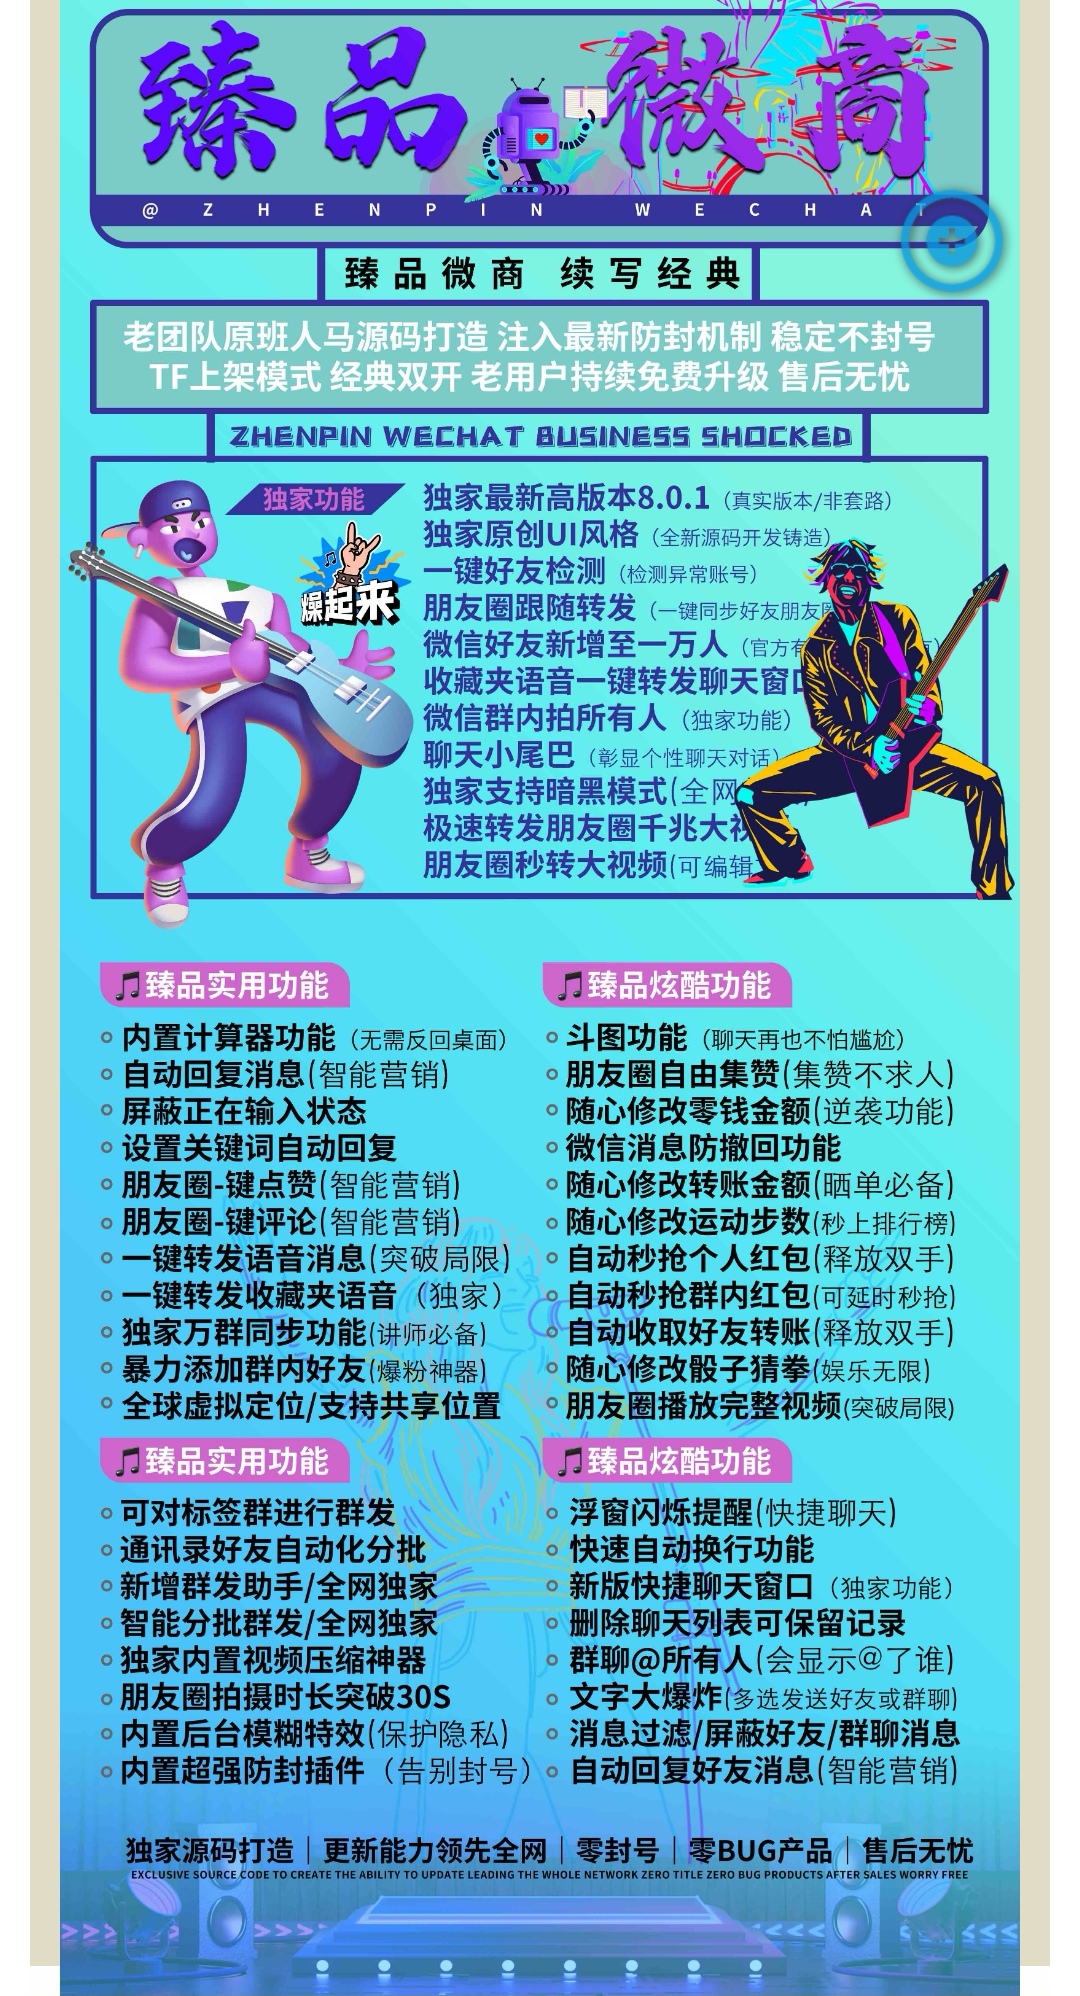 臻品微商
@ZHENPIN WECHAT
臻品微商 续写经典
老团队原班人马源码打造 注入最新防封机制 稳定不封号
TF上架模式 经典双开 老用户持续免费升级 售后无忧
ZHENPIN WECHAT BUSINESS SHOCKED
独家功能
燥起来
独家最新高版本8.0.1（真实版本/非套路）
独家原创UI风格（全新源码开发铸造）
一键好友检测（检测异常账号）
朋友圈跟随转发（一键同步好友朋友
微信好友新增至一万人（官方
收藏夹语音一键转发聊天窗口
微信群内拍所有人（独家功能）
聊天小尾巴（彰显个性聊天对话）
独家支持暗黑模式(全网
极速转发朋友圈千兆大视
朋友圈秒转大视频(可编辑
臻品实用功能
内置计算器功能（无需反回桌面）
自动回复消息(智能营销)
屏蔽正在输入状态
设置关键词自动回复
朋友圈-键点赞(智能营销)
朋友圈-键评论(智能营销)
一键转发语音消息(突破局限)
一键转发收藏夹语音（独家）
独家万群同步功能(讲师必备)
暴力添加群内好友(爆粉神器)
全球虚拟定位/支持共享位置
臻品炫酷功能
斗图功能（聊天再也不怕尴尬）
朋友圈自由集赞(集赞不求人)
随心修改零钱金额(逆袭功能)
微信消息防撤回功能
随心修改转账金额(晒单必备)
随心修改运动步数(秒上排行榜)
自动秒抢个人红包(释放双手)
自动秒抢群内红包(可延时秒抢)
自动收取好友转账(释放双手)
随心修改骰子猜拳(娱乐无限)
朋友圈播放完整视频(突破局限)
臻品实用功能
可对标签群进行群发
通讯录好友自动化分批
新增群发助手/全网独家
智能分批群发/全网独家
独家内置视频压缩神器
朋友圈拍摄时长突破30S
内置后台模糊特效(保护隐私)
内置超强防封插件（告别封号）
臻品炫酷功能
浮窗闪烁提醒(快捷聊天)
快速自动换行功能
新版快捷聊天窗口（独家功能）
删除聊天列表可保留记录
群聊@所有人(会显示@了谁)
文字大爆炸(多选发送好友或群聊)
消息过滤/屏蔽好友/群聊消息
自动回复好友消息(智能营销)
独家源码打造｜更新能力领先全网｜零封号｜零BUG产品｜售后无忧
EXCLUSIVE SOURCE CODE TO CREATE THE ABILITY TO UPDATE LEADING THE WHOLE NETWORK ZERO TITLE ZERO BUG PRODUCTS AFTER SALES WORRY FREE